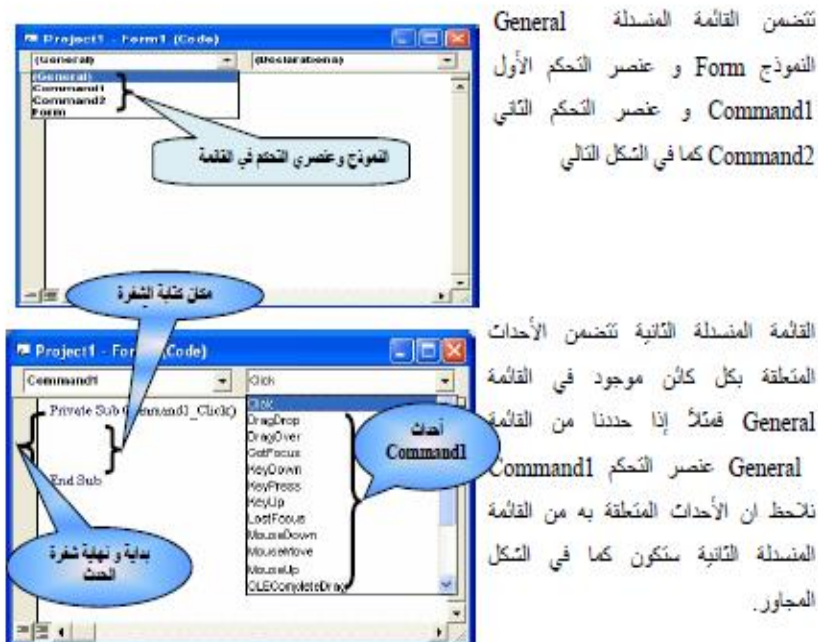 تتضمن القائمة المنسدلة General
النموذج Form و عنصر التحكم الأول
Command1 و عنصر التحكم الثاني
Command2 كما في الشكل التالي
Project1 - Form1 (Code)
(General) (Declarations)
(General)
Command1
Command2
Form
النموذج و عنصري التحكم في القائمة
مكان كتابة الشفرة
القائمة المنسدلة الثانية تتضمن الأحداث
المتعلقة بكل كائن موجود في القائمة
General فمثلاً إذا حددنا من القائمة
General عنصر التحكم Command1
نلاحظ ان الأحداث المتعلقة به من القائمة
المنسدلة الثانية ستكون كما في الشكل
المجاور.
Project1 - For (Code)
Command1 Click
Private Sub Command1_Click()
End Sub
Click
DragDrop
DragOver
GotFocus
KeyDown
KeyPress
KeyUp
LostFocus
MouseDown
MouseMove
MouseUp
OLECompleteDrag
أحداث
Command1
بداية و نهاية شفرة
الحدث